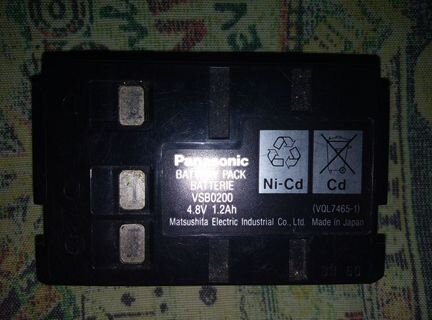 Panasonic
BATTERY PACK
BATTERIE
VSB0200
4.8V 1.2Ah
Ni-Cd
Cd
(VQL7465-1)
Matsushita Electric Industrial Co., Ltd. Made in Japan